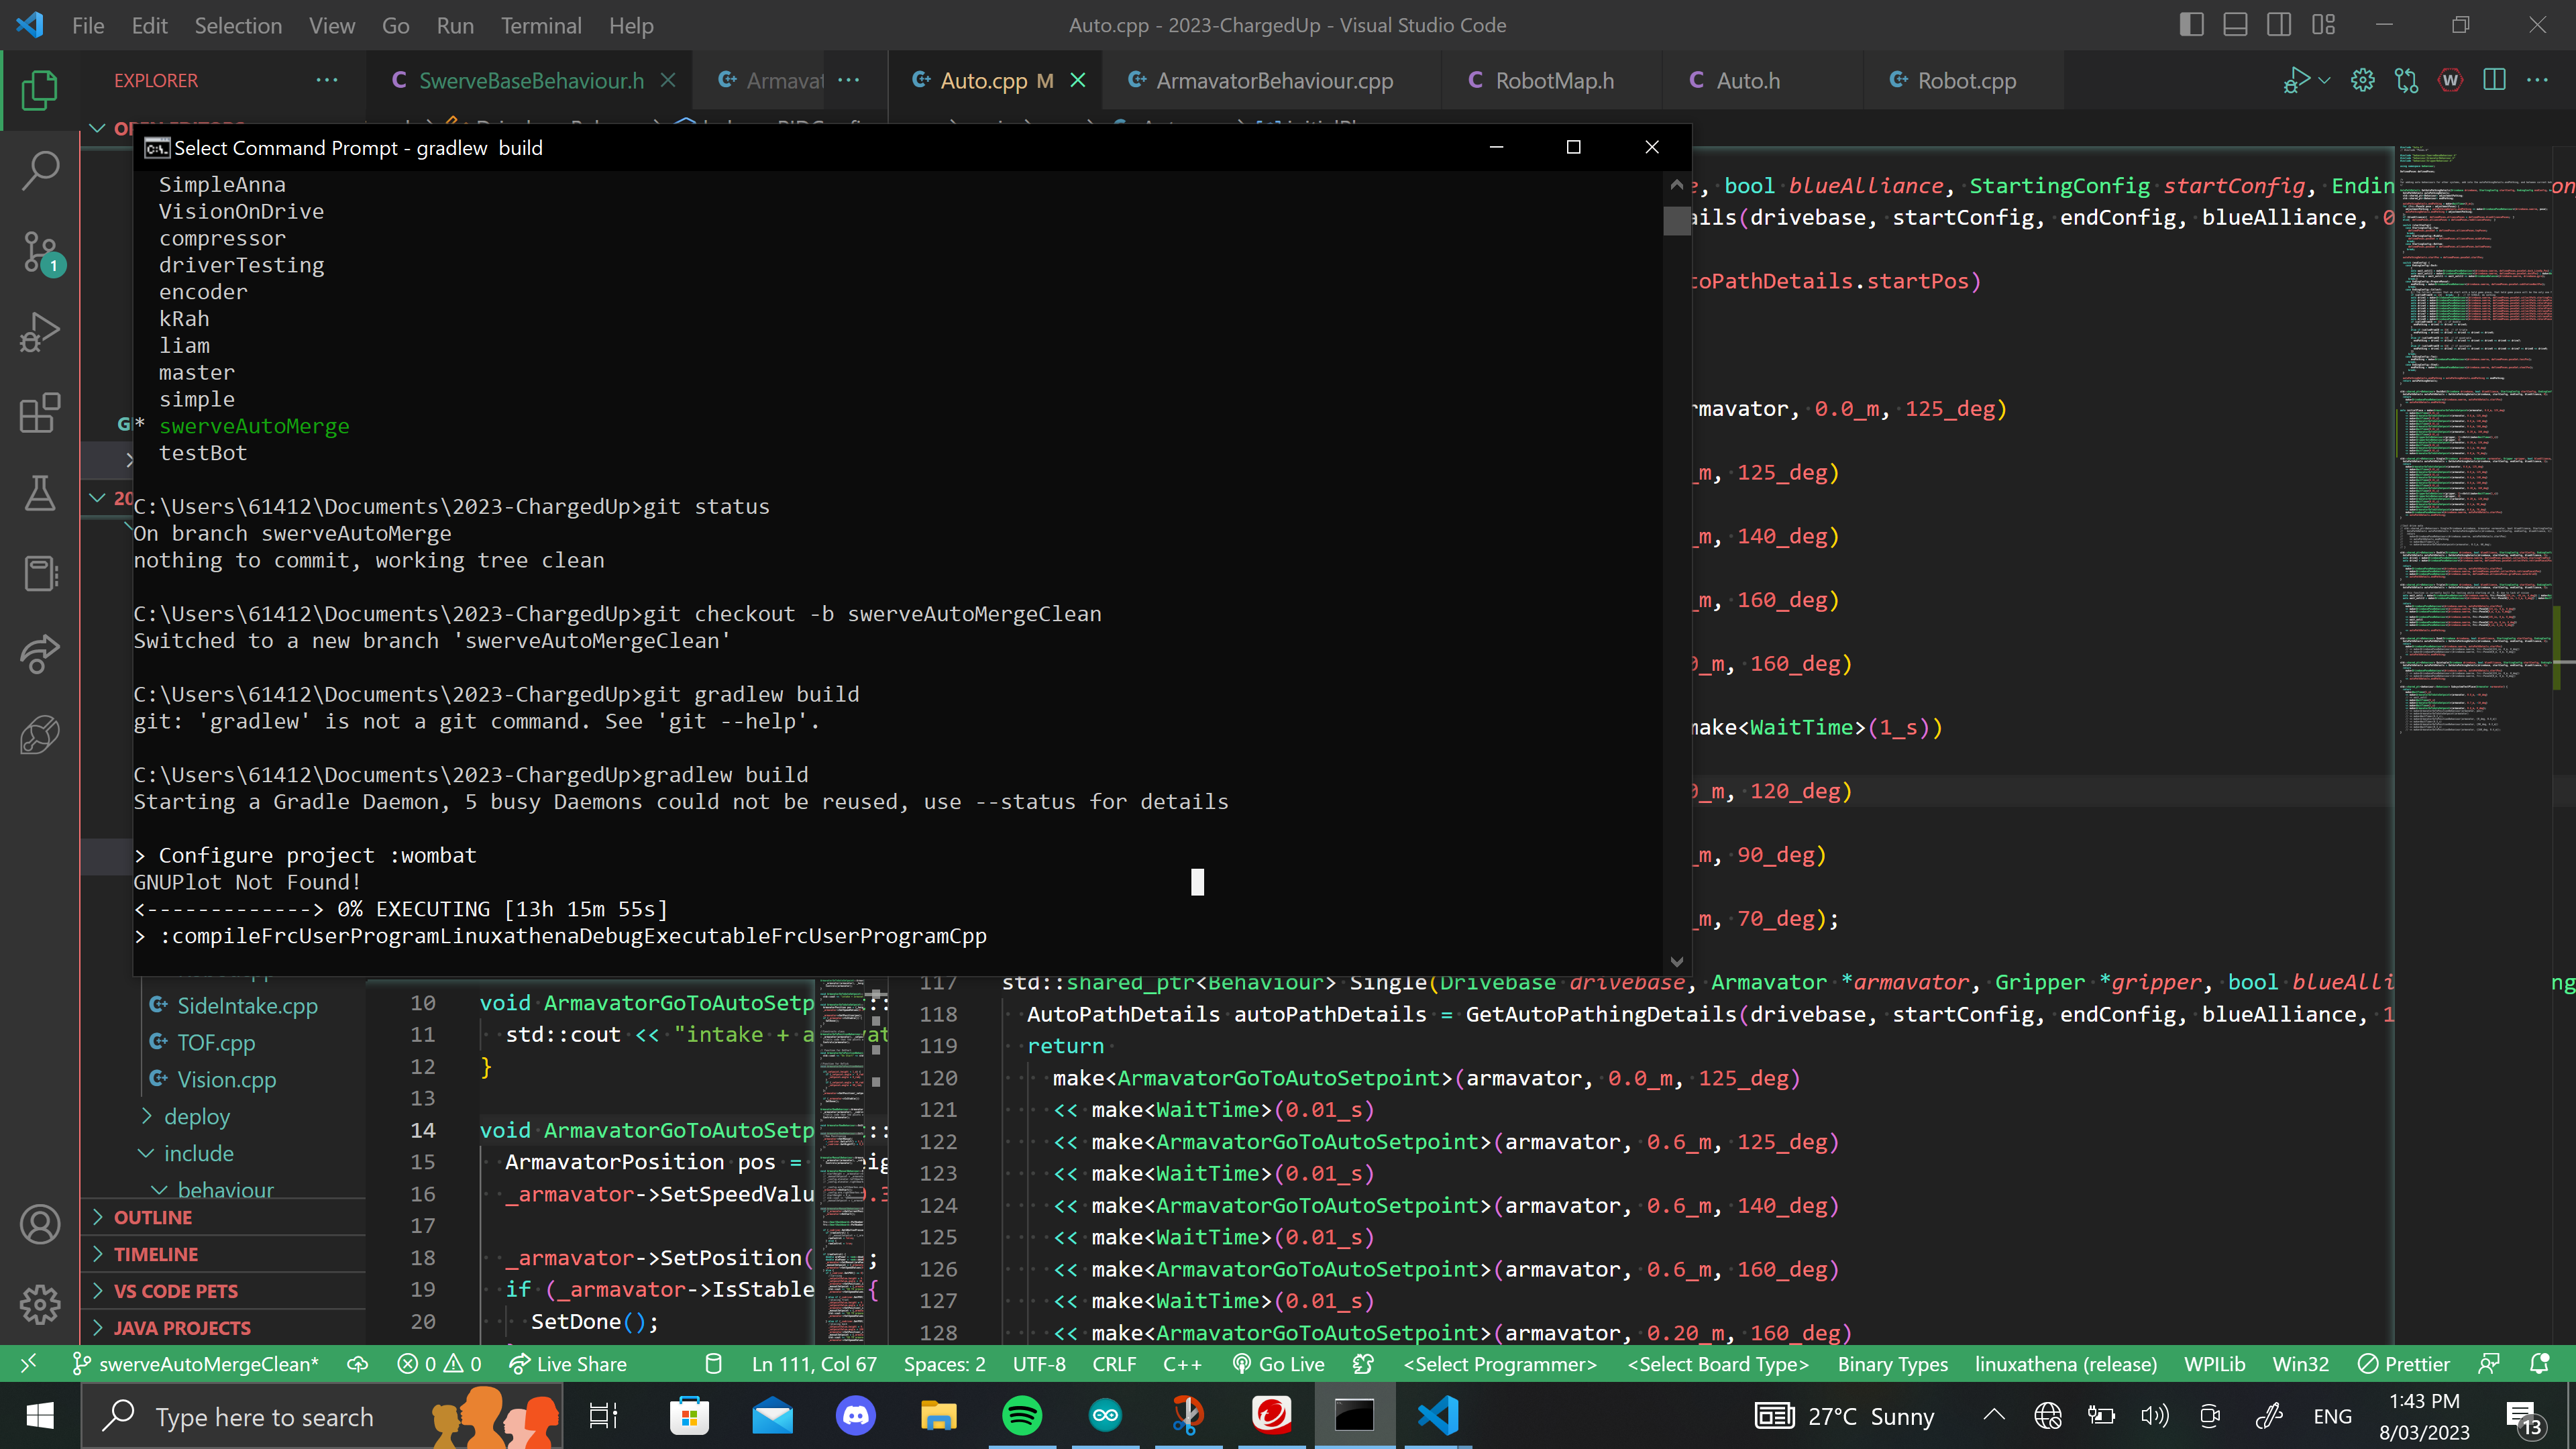 File Edit Selection View Go Run Terminal Help
Auto.cpp - 2023-ChargedUp - Visual Studio Code
EXPLORER
SwerveBaseBehaviour.h
Auto.cpp M
ArmavatorBehaviour.cpp
RobotMap.h
Auto.h
Robot.cpp
Select Command Prompt - gradlew  build
SimpleAnna
VisionOnDrive
compressor
driverTesting
encoder
kRah
liam
master
simple
* swerveAutoMerge
testBot
C:\Users\61412\Documents\2023-ChargedUp>git status
On branch swerveAutoMerge
nothing to commit, working tree clean
C:\Users\61412\Documents\2023-ChargedUp>git checkout -b swerveAutoMergeClean
Switched to a new branch 'swerveAutoMergeClean'
C:\Users\61412\Documents\2023-ChargedUp>git gradlew build
git: 'gradlew' is not a git command. See 'git --help'.
C:\Users\61412\Documents\2023-ChargedUp>gradlew build
Starting a Gradle Daemon, 5 busy Daemons could not be reused, use --status for details
> Configure project :wombat
GNUPlot Not Found!
<-------------> 0% EXECUTING [13h 15m 55s]
> :compileFrcUserProgramLinuxathenaDebugExecutableFrcUserProgramCpp
, bool blueAlliance, StartingConfig startConfig, Endin
ails(drivebase, startConfig, endConfig, blueAlliance, 0
toPathDetails.startPos)
rmavator, 0.0_m, 125_deg)
_m, 125_deg)
_m, 140_deg)
_m, 160_deg)
0_m, 160_deg)
make<WaitTime>(1_s))
0_m, 120_deg)
_m, 90_deg)
_m, 70_deg);
SideIntake.cpp
TOF.cpp
Vision.cpp
deploy
include
behaviour
OUTLINE
TIMELINE
VS CODE PETS
JAVA PROJECTS
10 void ArmavatorGoToAutoSetp
11 std::cout << "intake + a
12 }
13
14 void ArmavatorGoToAutoSetp
15 ArmavatorPosition pos =
16 _armavator->SetSpeedValu
17
18 _armavator->SetPosition(
19 if (_armavator->IsStable
20 SetDone();
117 std::shared_ptr<Behaviour> Single(Drivebase drivebase, Armavator *armavator, Gripper *gripper, bool blueAlli
118 AutoPathDetails autoPathDetails = GetAutoPathingDetails(drivebase, startConfig, endConfig, blueAlliance, 1
119 return
120 make<ArmavatorGoToAutoSetpoint>(armavator, 0.0_m, 125_deg)
121 << make<WaitTime>(0.01_s)
122 << make<ArmavatorGoToAutoSetpoint>(armavator, 0.6_m, 125_deg)
123 << make<WaitTime>(0.01_s)
124 << make<ArmavatorGoToAutoSetpoint>(armavator, 0.6_m, 140_deg)
125 << make<WaitTime>(0.01_s)
126 << make<ArmavatorGoToAutoSetpoint>(armavator, 0.6_m, 160_deg)
127 << make<WaitTime>(0.01_s)
128 << make<ArmavatorGoToAutoSetpoint>(armavator, 0.20_m, 160_deg)
swerveAutoMergeClean* 0 0 Live Share Ln 111, Col 67 Spaces: 2 UTF-8 CRLF C++ Go Live <Select Programmer> <Select Board Type> Binary Types linuxathena (release) WPILib Win32 Prettier
Type here to search
27°C Sunny
ENG
1:43 PM
8/03/2023
13